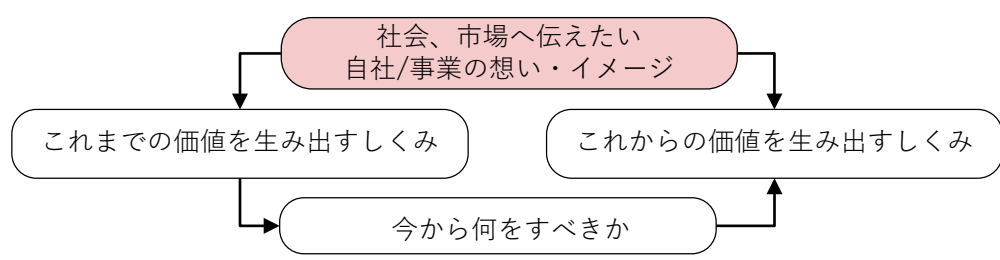 社会、市場へ伝えたい
自社/事業の想い・イメージ
これまでの価値を生み出すしくみ
これからの価値を生み出すしくみ
今から何をすべきか